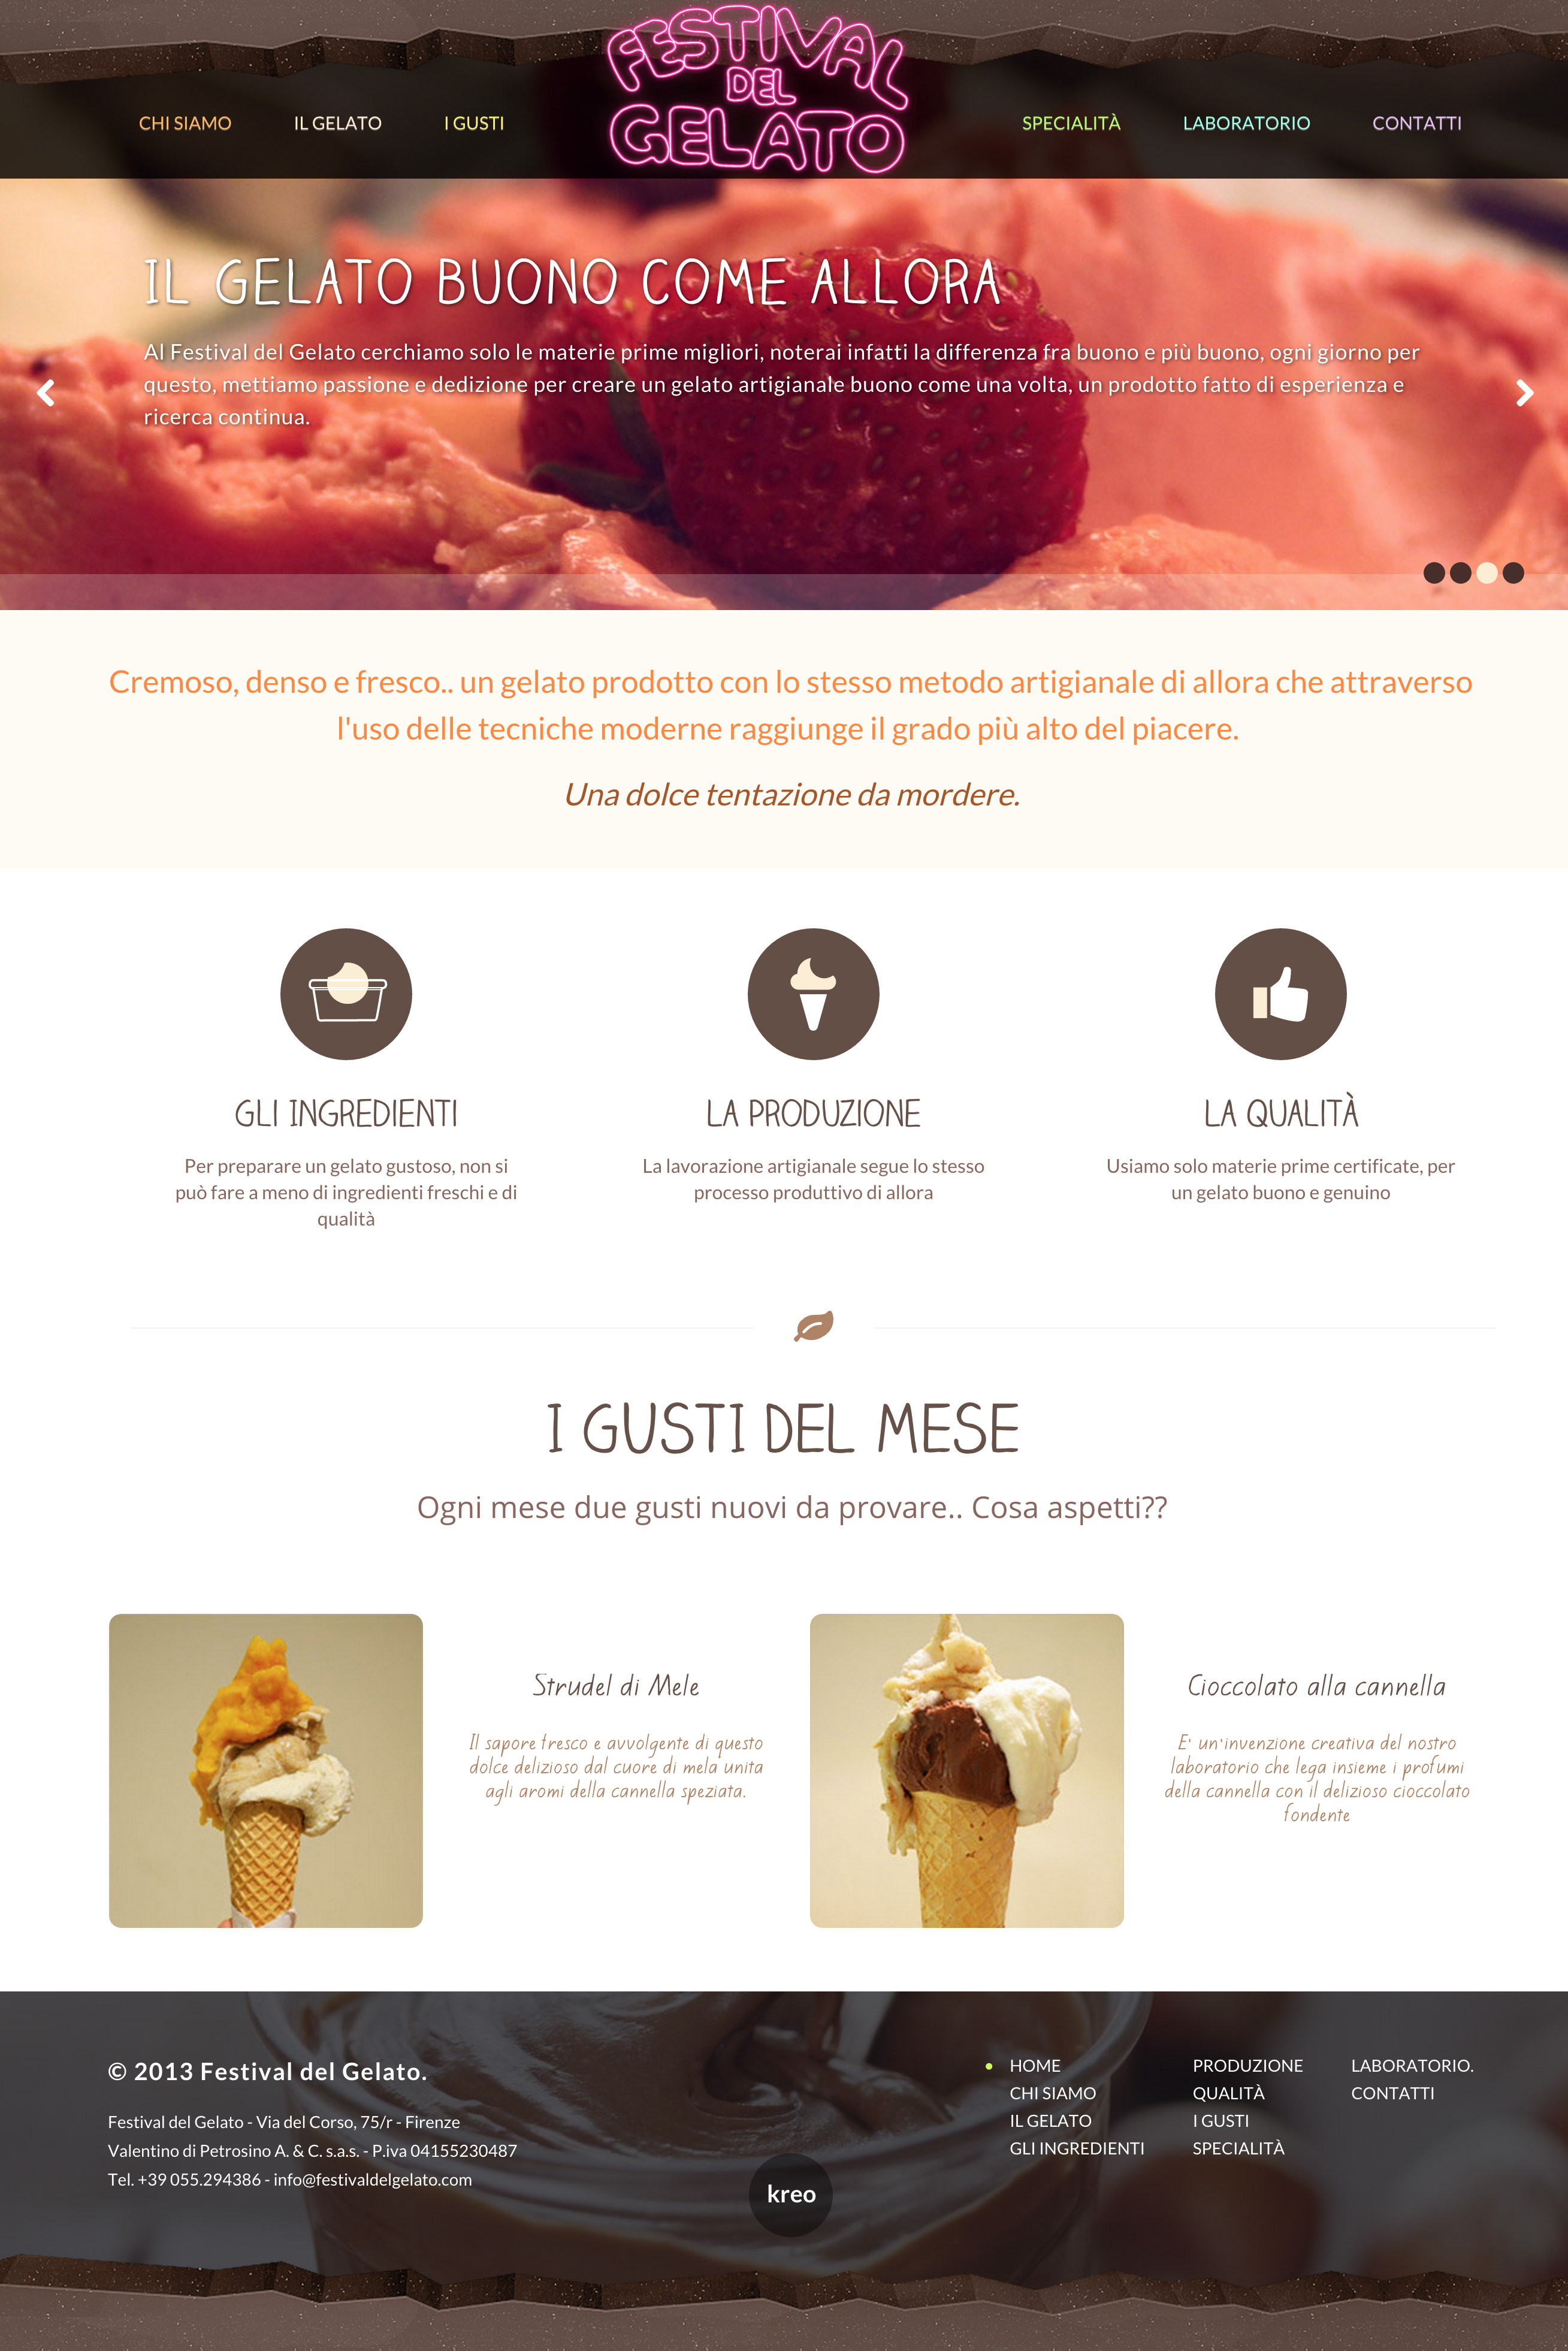 FESTIVAL
DEL
GELATO
CHI SIAMO
IL GELATO
I GUSTI
SPECIALITÀ
LABORATORIO
CONTATTI
IL GELATO BUONO COME ALLORA
Al Festival del Gelato cerchiamo solo le materie prime migliori, noterai infatti la differenza fra buono e più buono, ogni giorno per
questo, mettiamo passione e dedizione per creare un gelato artigianale buono come una volta, un prodotto fatto di esperienza e
ricerca continua.
Cremoso, denso e fresco.. un gelato prodotto con lo stesso metodo artigianale di allora che attraverso
l'uso delle tecniche moderne raggiunge il grado più alto del piacere.
Una dolce tentazione da mordere.
GLI INGREDIENTI
Per preparare un gelato gustoso, non si
può fare a meno di ingredienti freschi e di
qualità
LA PRODUZIONE
La lavorazione artigianale segue lo stesso
processo produttivo di allora
LA QUALITÀ
Usiamo solo materie prime certificate, per
un gelato buono e genuino
I GUSTI DEL MESE
Ogni mese due gusti nuovi da provare.. Cosa aspetti??
Strudel di Mele
Il sapore fresco e avvolgente di questo
dolce delizioso dal cuore di mela unita
agli aromi della cannella speziata.
Cioccolato alla cannella
E' un'invenzione creativa del nostro
laboratorio che lega insieme i profumi
della cannella con il delizioso cioccolato
fondente
© 2013 Festival del Gelato.
Festival del Gelato - Via del Corso, 75/r - Firenze
Valentino di Petrosino A. & C. s.a.s. - P.iva 04155230487
Tel. +39 055.294386 - info@festivaldelgelato.com
kreo
HOME
CHI SIAMO
IL GELATO
GLI INGREDIENTI
PRODUZIONE
QUALITÀ
I GUSTI
SPECIALITÀ
LABORATORIO.
CONTATTI